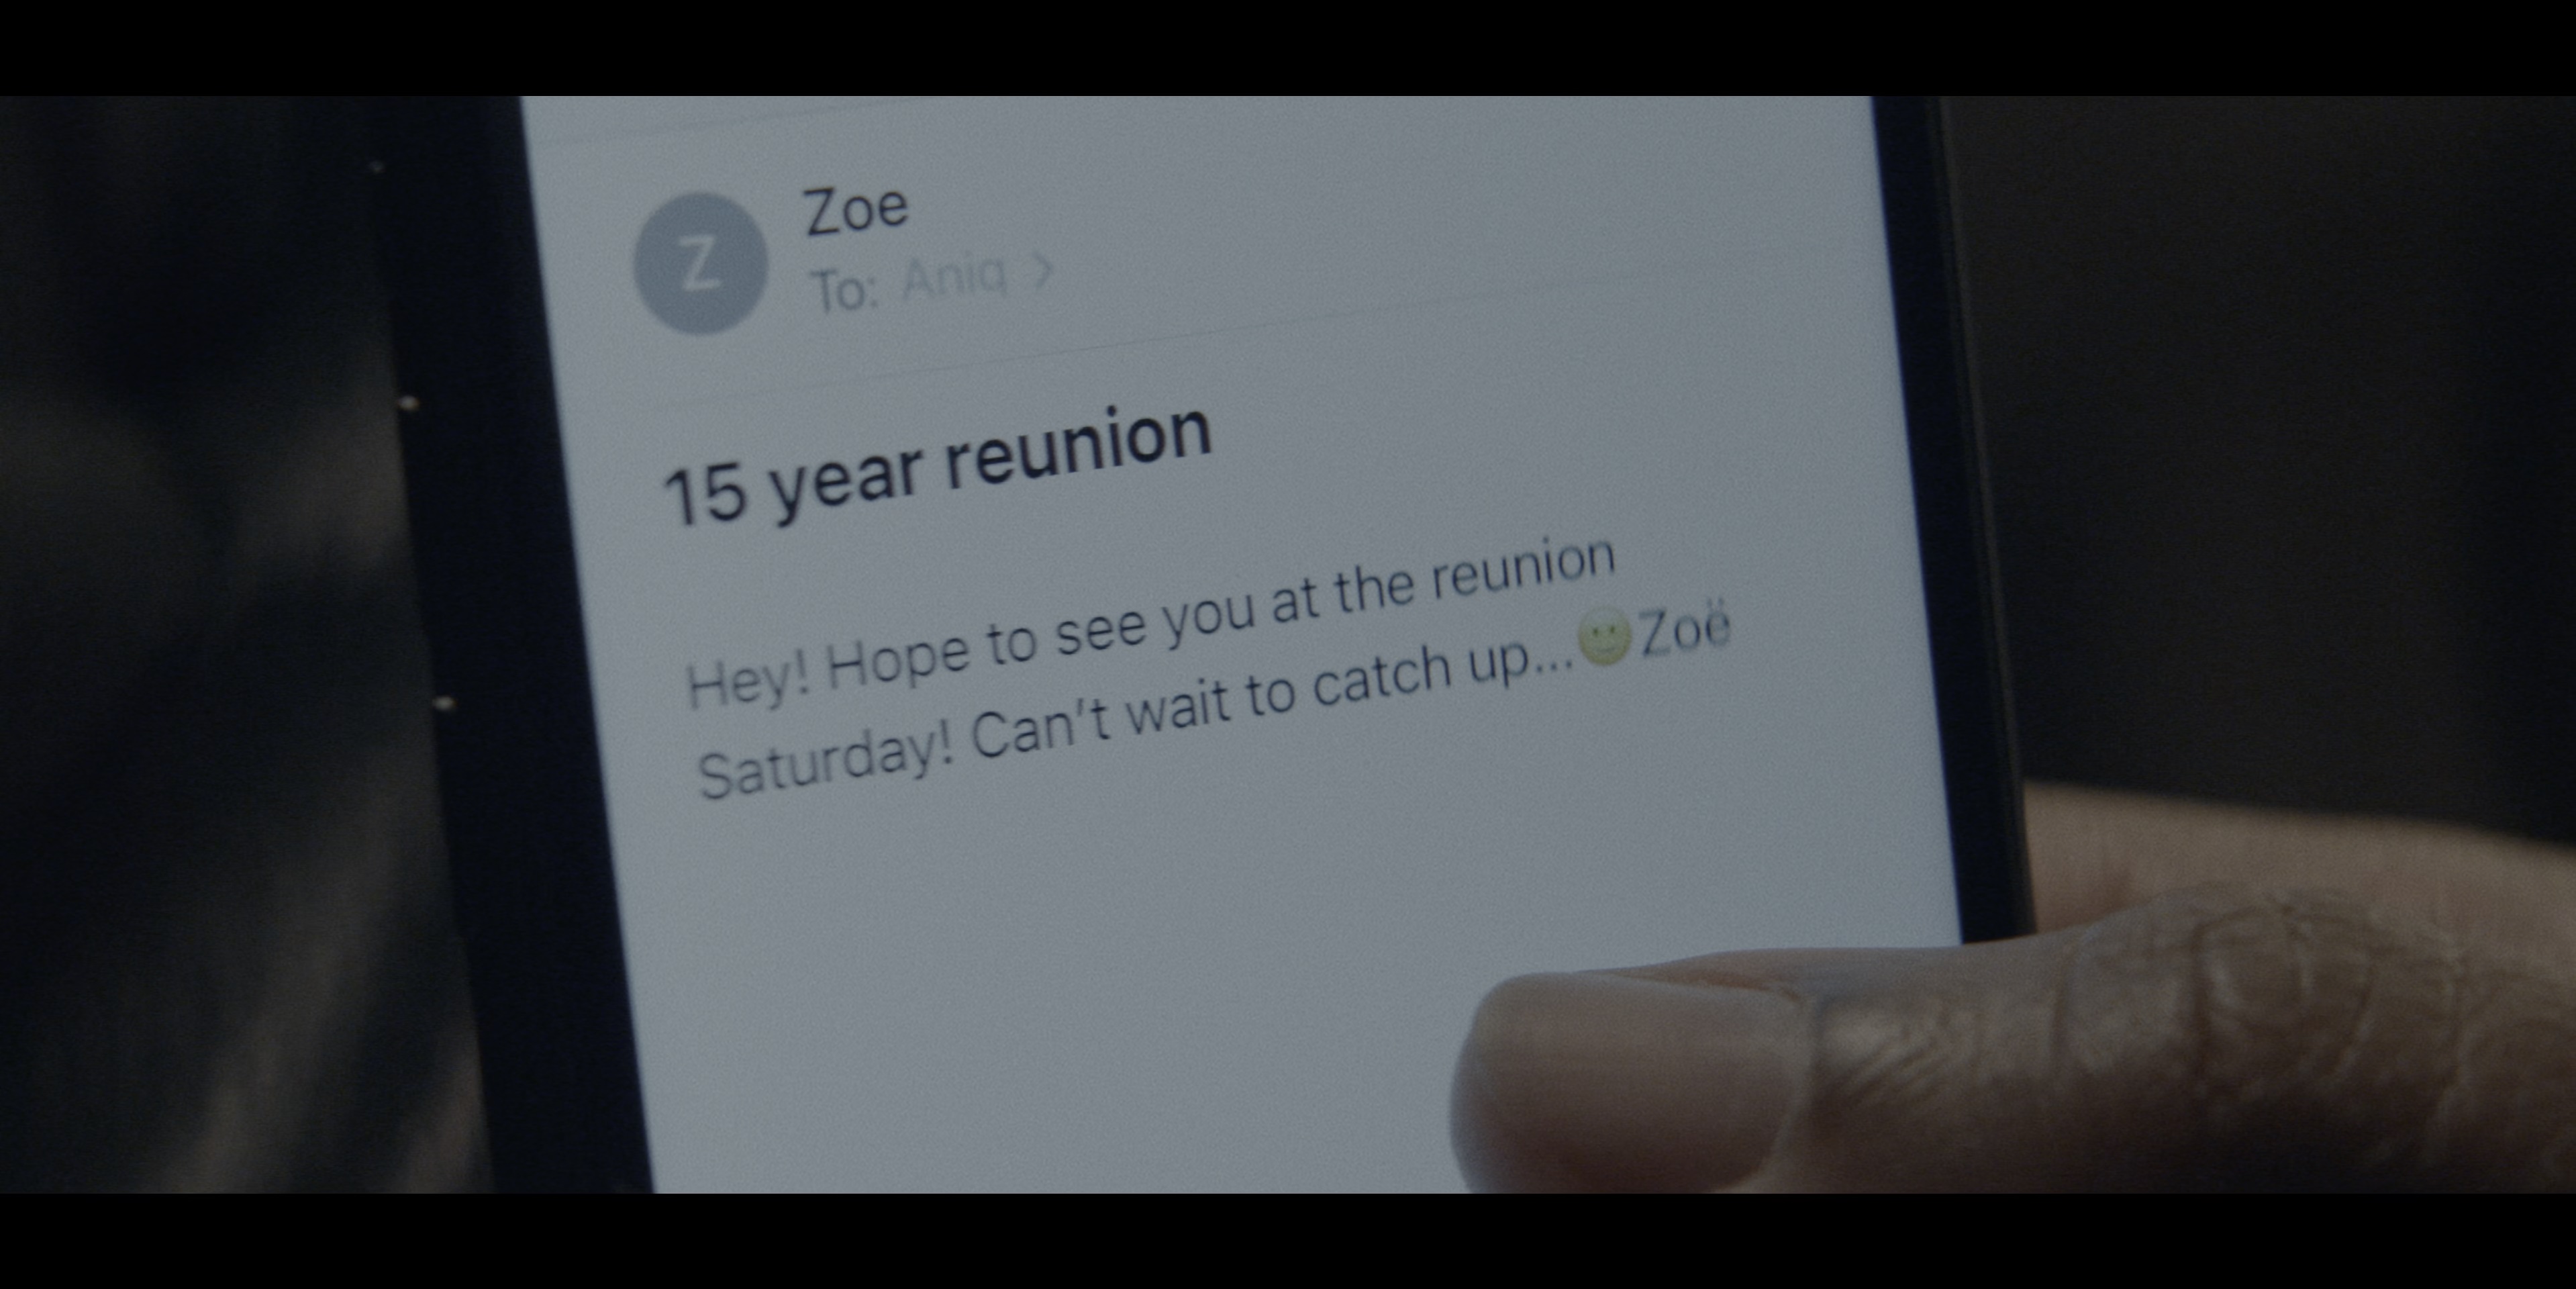 Z
Zoe
To: Aniq >
15 year reunion
Hey! Hope to see you at the reunion
Saturday! Can't wait to catch up...🙂Zoë